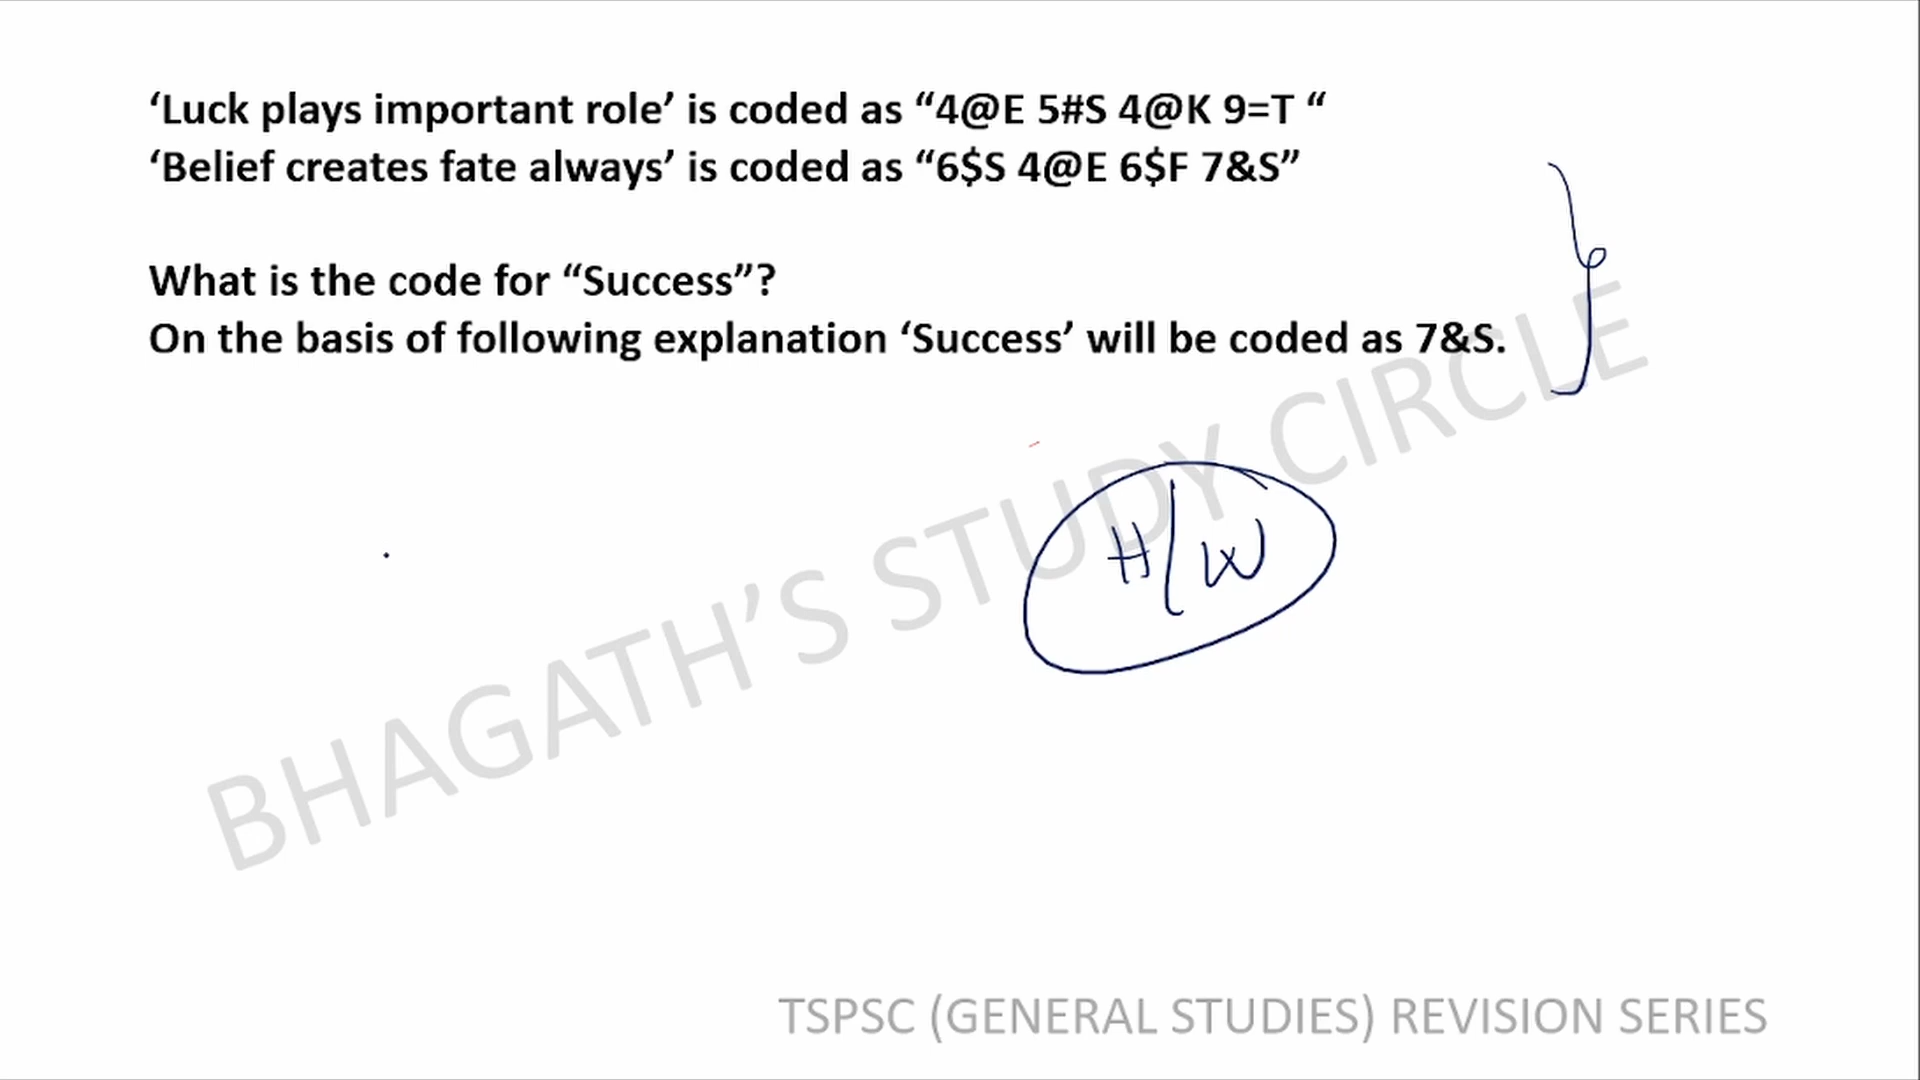 ‘Luck plays important role’ is coded as “4@E 5#S 4@K 9=T “
‘Belief creates fate always’ is coded as “6$S 4@E 6$F 7&S”
What is the code for “Success”?
On the basis of following explanation ‘Success’ will be coded as 7&S.
H/W
BHAGATH’S STUDY CIRCLE
TSPSC (GENERAL STUDIES) REVISION SERIES